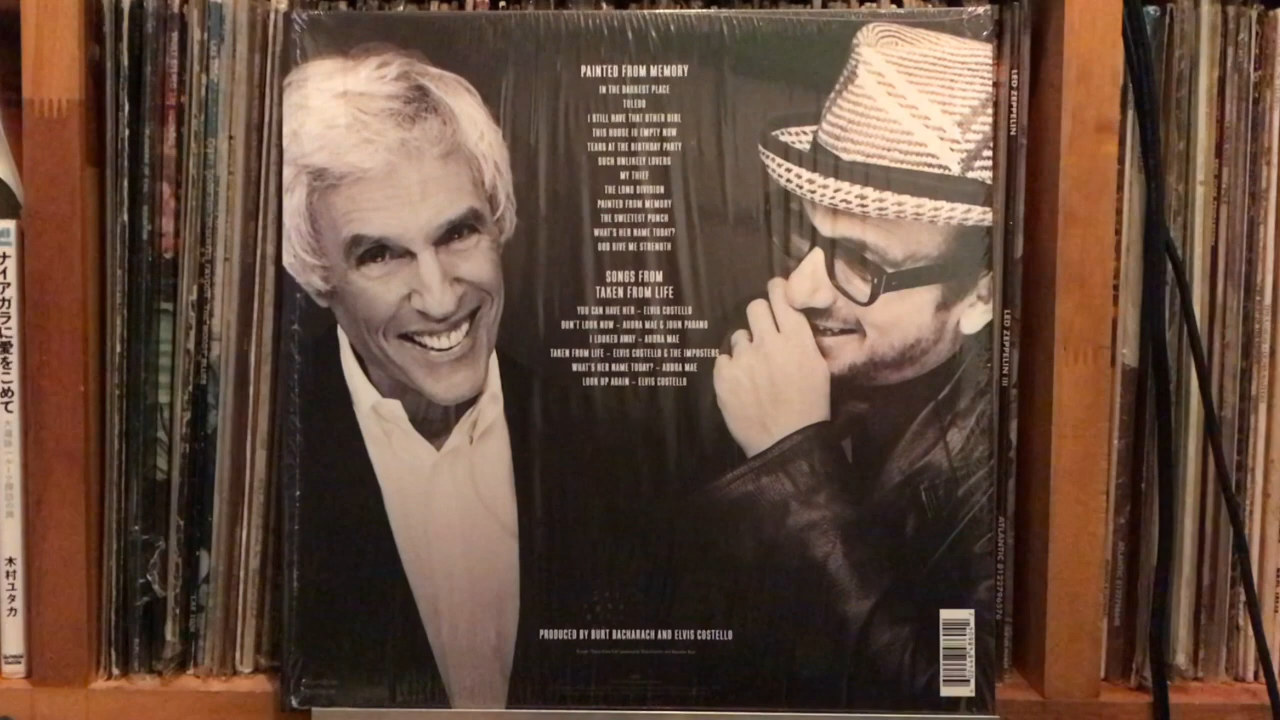 PAINTED FROM MEMORY
IN THE DARKEST PLACE
TOLEDO
I STILL HAVE THAT OTHER GIRL
THIS HOUSE IS EMPTY NOW
TEARS AT THE BIRTHDAY PARTY
SUCH UNLIKELY LOVERS
MY THIEF
THE LONG DIVISION
PAINTED FROM MEMORY
THE SWEETEST PUNCH
WHAT'S HER NAME TODAY?
GOD GIVE ME STRENGTH
SONGS FROM
TAKEN FROM LIFE
YOU CAN HAVE HER – ELVIS COSTELLO
DON'T LOOK NOW – AUDRA MAE & JOHN PARANO
I LOOKED AWAY – AUDRA MAE
TAKEN FROM LIFE – ELVIS COSTELLO & THE IMPOSTERS
WHAT'S HER NAME TODAY? – AUDRA MAE
LOOK UP AGAIN – ELVIS COSTELLO
PRODUCED BY BURT BACHARACH AND ELVIS COSTELLO
ナイアガラに愛をこめて
木村ユタカ
LED ZEPPELIN
LED ZEPPELIN III